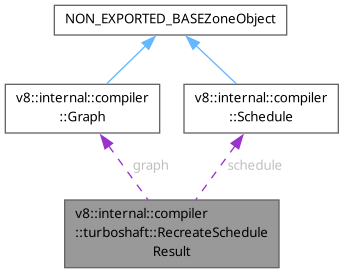 NON_EXPORTED_BASEZoneObject
v8::internal::compiler
::Graph
v8::internal::compiler
::Schedule
graph
schedule
v8::internal::compiler
::turboshaft::RecreateSchedule
Result